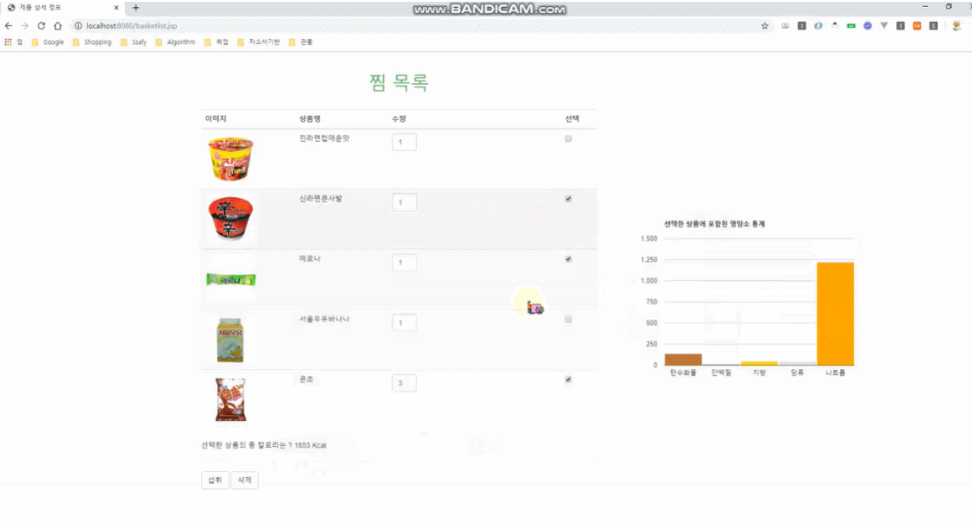 www.BANDICAM.com
제품 상세 정보
localhost:8080/basketlist.jsp
앱 Google Shopping Ssafy Algorithm 취업 자소서기반 관통
찜 목록
이미지 상품명 수량 선택
진라면컵매운맛 1
신라면큰사발 1
메로나 1
서울우유바나나 1
콘초 3
선택한 상품의 총 칼로리는 ? 1853 Kcal
섭취 삭제
선택한 상품에 포함된 영양소 통계
1,500
1,250
1,000
750
500
250
0
탄수화물 단백질 지방 당류 나트륨